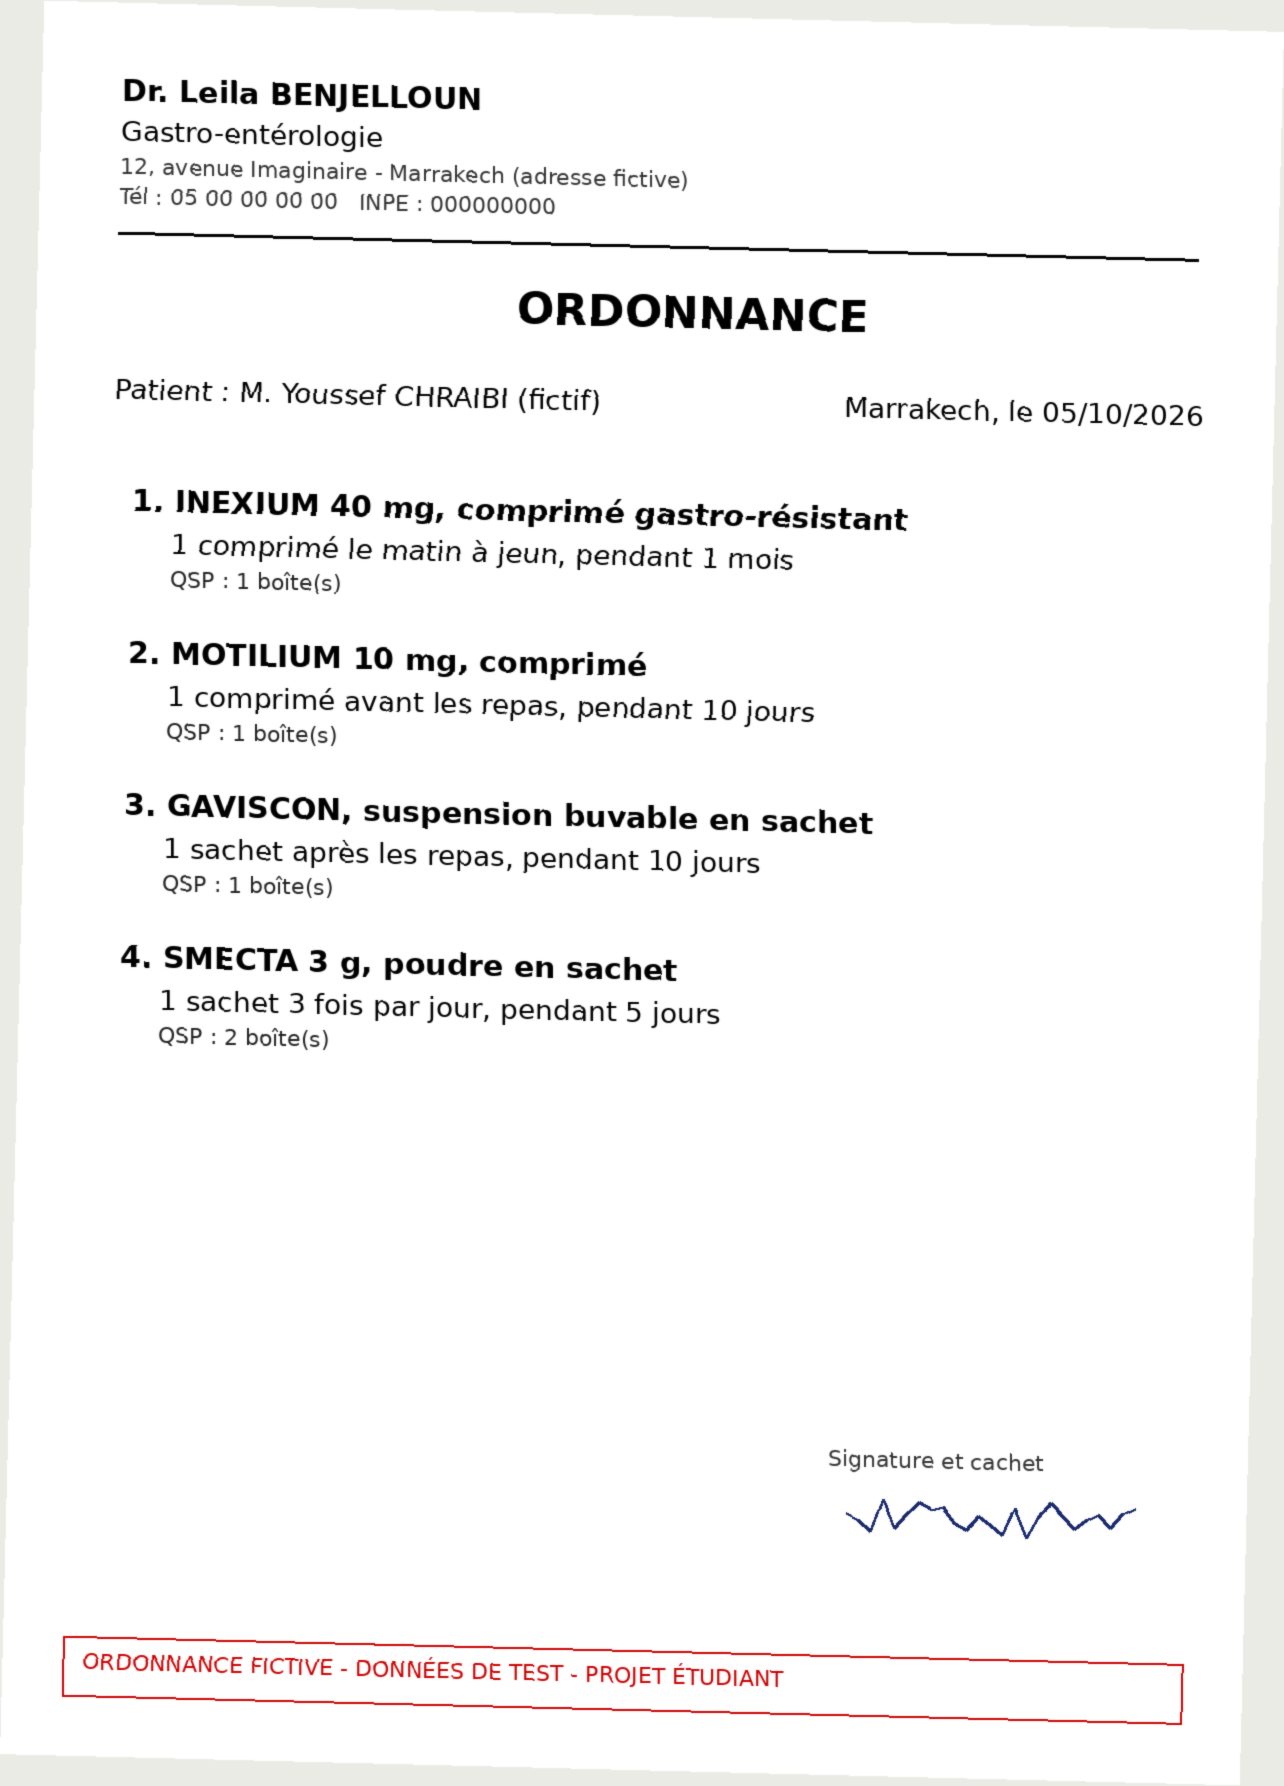 Dr. Leila BENJELLOUN
Gastro-entérologie
12, avenue Imaginaire - Marrakech (adresse fictive)
Tél : 05 00 00 00 00   INPE : 000000000
ORDONNANCE
Patient : M. Youssef CHRAIBI (fictif)
Marrakech, le 05/10/2026
1. INEXIUM 40 mg, comprimé gastro-résistant
1 comprimé le matin à jeun, pendant 1 mois
QSP : 1 boîte(s)
2. MOTILIUM 10 mg, comprimé
1 comprimé avant les repas, pendant 10 jours
QSP : 1 boîte(s)
3. GAVISCON, suspension buvable en sachet
1 sachet après les repas, pendant 10 jours
QSP : 1 boîte(s)
4. SMECTA 3 g, poudre en sachet
1 sachet 3 fois par jour, pendant 5 jours
QSP : 2 boîte(s)
Signature et cachet
ORDONNANCE FICTIVE - DONNÉES DE TEST - PROJET ÉTUDIANT